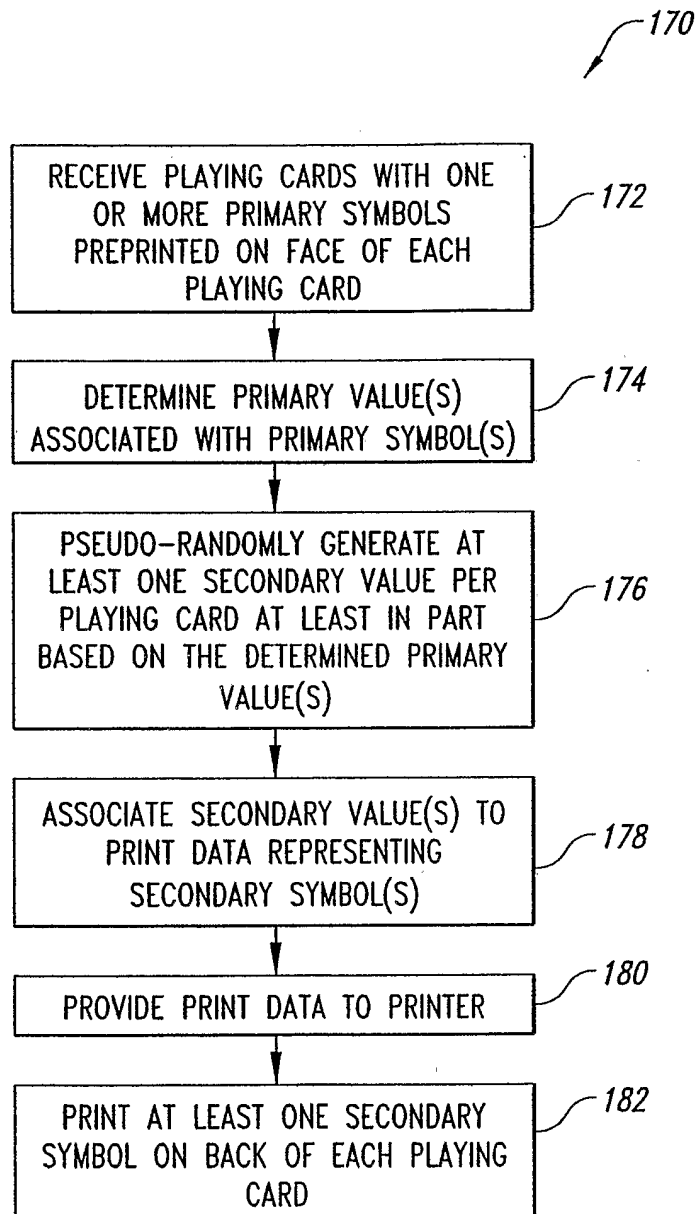 170
RECEIVE PLAYING CARDS WITH ONE
OR MORE PRIMARY SYMBOLS
PREPRINTED ON FACE OF EACH
PLAYING CARD
172
DETERMINE PRIMARY VALUE(S)
ASSOCIATED WITH PRIMARY SYMBOL(S)
174
PSEUDO-RANDOMLY GENERATE AT
LEAST ONE SECONDARY VALUE PER
PLAYING CARD AT LEAST IN PART
BASED ON THE DETERMINED PRIMARY
VALUE(S)
176
ASSOCIATE SECONDARY VALUE(S) TO
PRINT DATA REPRESENTING
SECONDARY SYMBOL(S)
178
PROVIDE PRINT DATA TO PRINTER
180
PRINT AT LEAST ONE SECONDARY
SYMBOL ON BACK OF EACH PLAYING
CARD
182